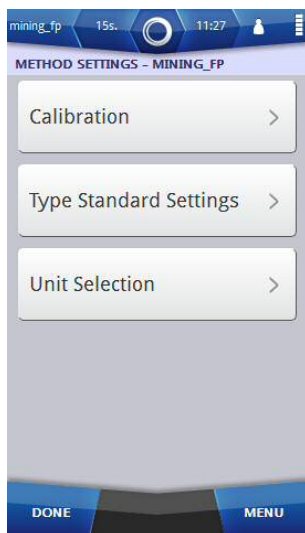 mining_fp 15s. 11:27
METHOD SETTINGS - MINING_FP
Calibration
Type Standard Settings
Unit Selection
DONE MENU